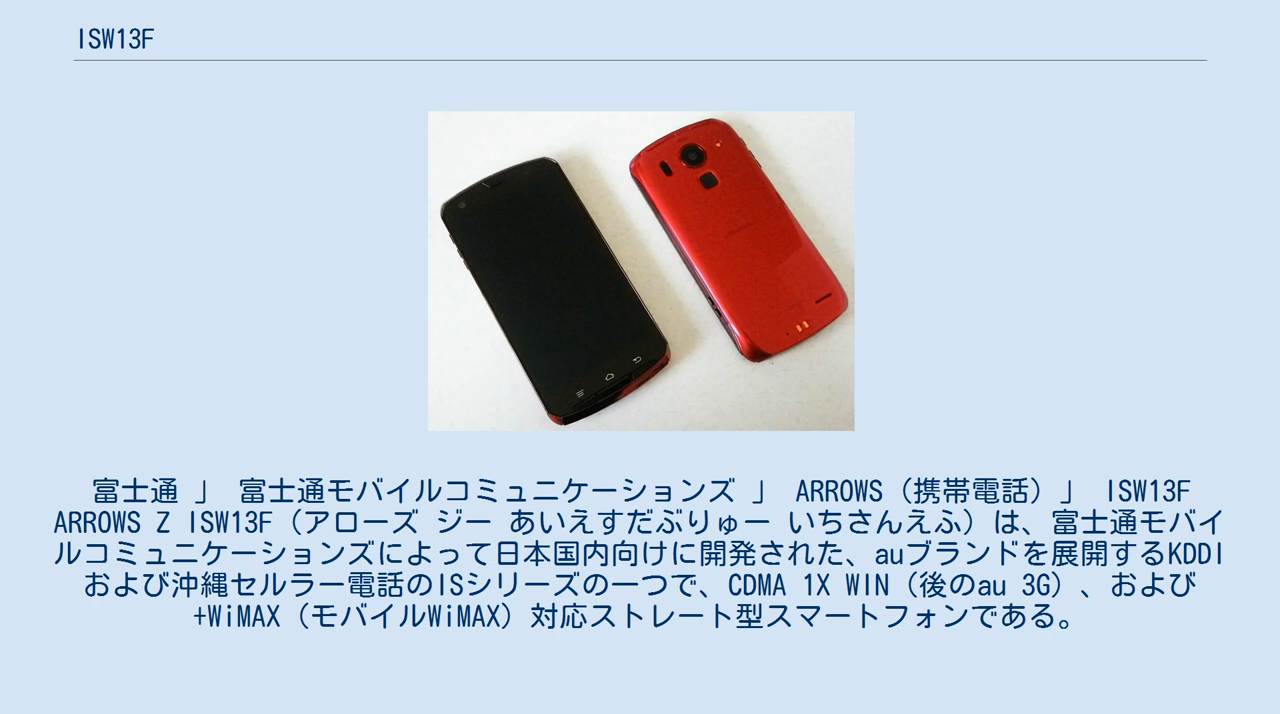 ISW13F
富士通 」 富士通モバイルコミュニケーションズ 」 ARROWS（携帯電話）」 ISW13F
ARROWS Z ISW13F（アローズ ジー あいえすだぶりゅー いちさんえふ）は、富士通モバイ
ルコミュニケーションズによって日本国内向けに開発された、auブランドを展開するKDDI
および沖縄セルラー電話のISシリーズの一つで、CDMA 1X WIN（後のau 3G）、および
+WiMAX（モバイルWiMAX）対応ストレート型スマートフォンである。